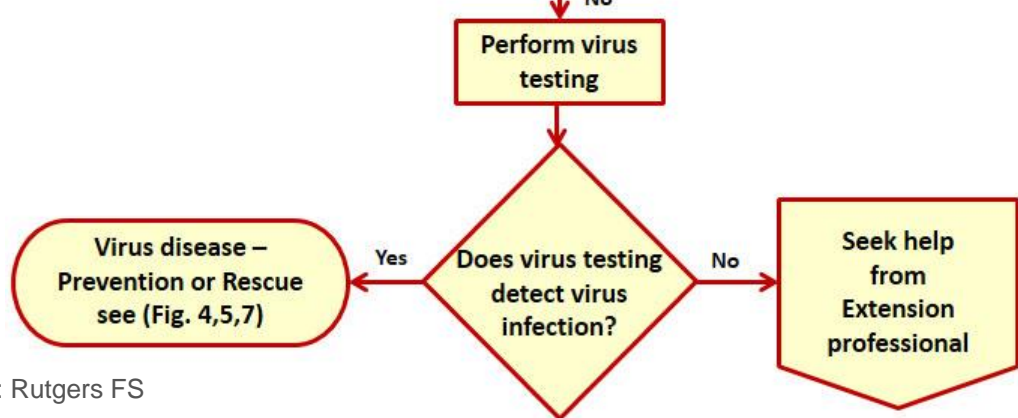 No
Perform virus
testing
Does virus testing
detect virus
infection?
Yes
No
Virus disease –
Prevention or Rescue
see (Fig. 4,5,7)
Seek help
from
Extension
professional
: Rutgers FS